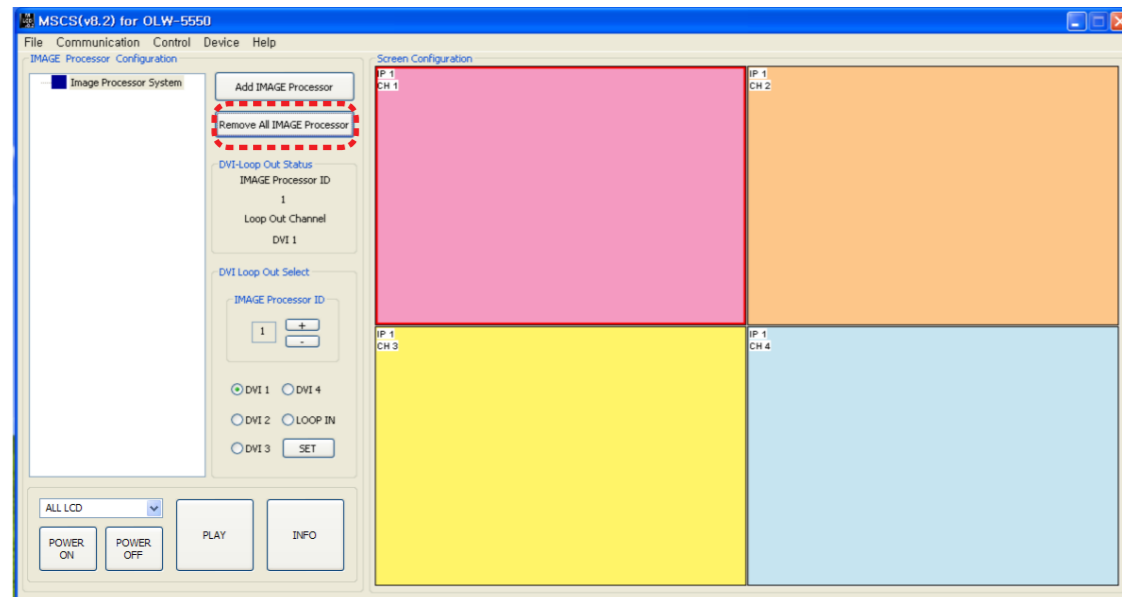 MSCS(v8.2) for OLW-5550
File Communication Control Device Help
IMAGE Processor Configuration
Image Processor System
Add IMAGE Processor
Remove All IMAGE Processor
DVI-Loop Out Status
IMAGE Processor ID
1
Loop Out Channel
DVI 1
DVI Loop Out Select
IMAGE Processor ID
1
+
-
DVI 1 DVI 4
DVI 2 LOOP IN
DVI 3 SET
ALL LCD
POWER
ON
POWER
OFF
PLAY
INFO
Screen Configuration
IP 1
CH 1
IP 1
CH 2
IP 1
CH 3
IP 1
CH 4